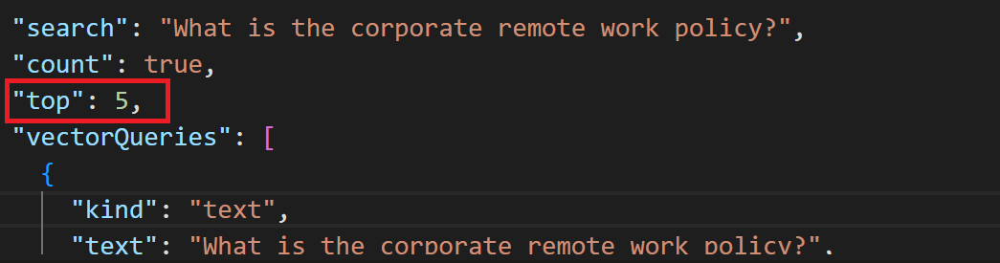 "search": "What is the corporate remote work policy?",
"count": true,
"top": 5,
"vectorQueries": [
{
"kind": "text",
"text": "What is the corporate remote work policy?",